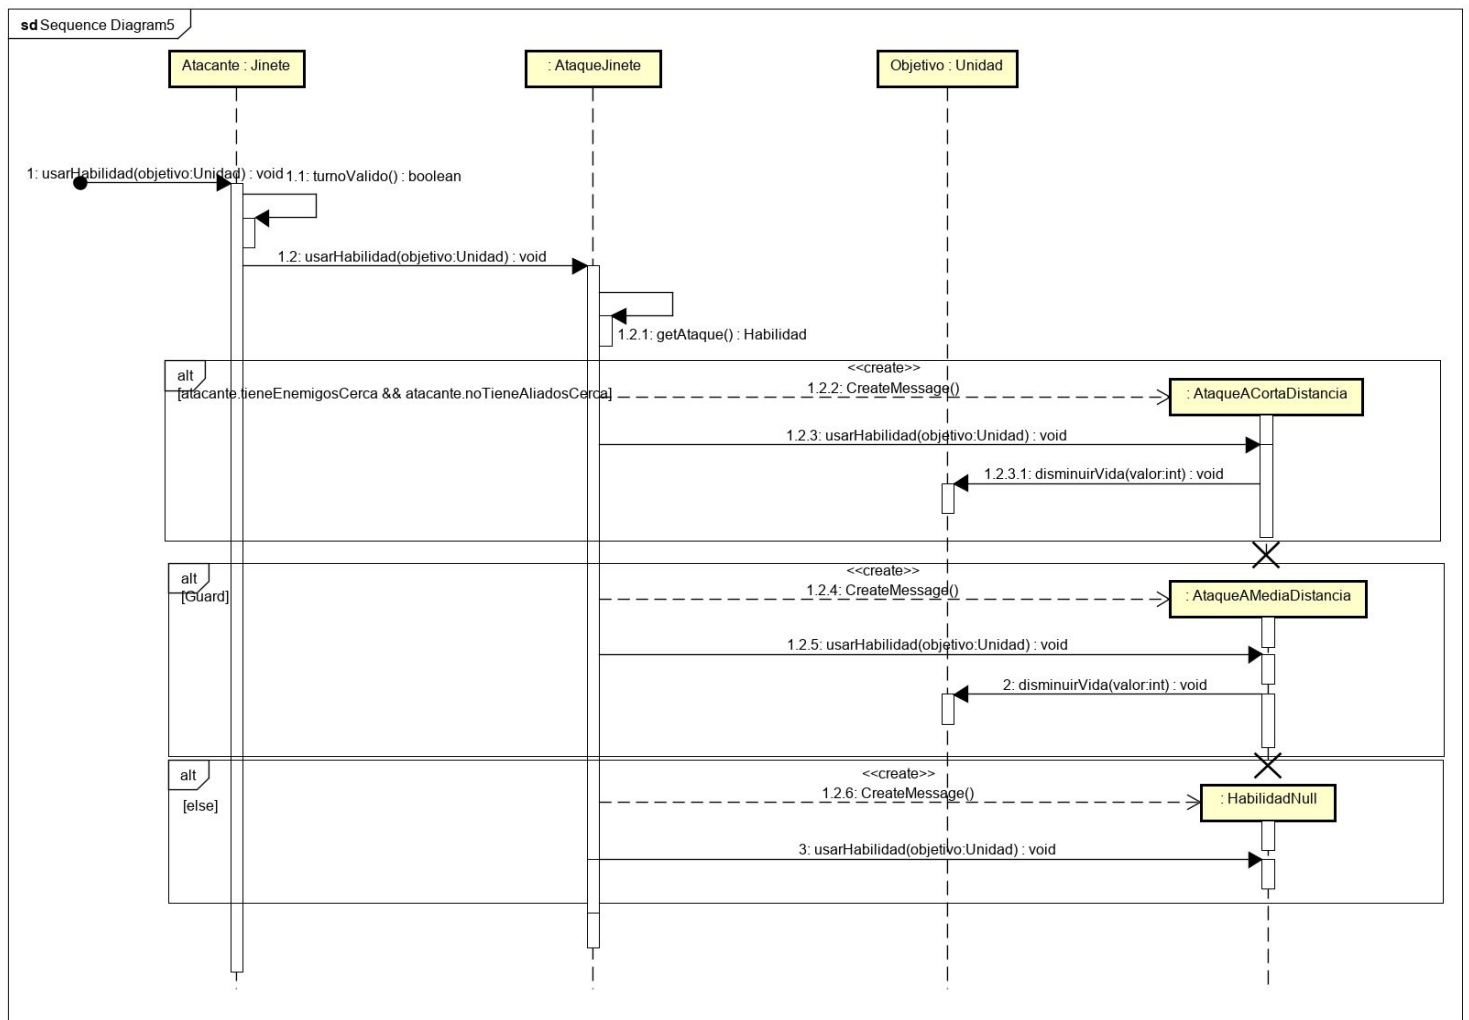 sd Sequence Diagram5
Atacante : Jinete
: AtaqueJinete
Objetivo : Unidad
1: usarHabilidad(objetivo:Unidad) : void
1.1: turnoValido() : boolean
1.2: usarHabilidad(objetivo:Unidad) : void
1.2.1: getAtaque() : Habilidad
alt
[atacante.tieneEnemigosCerca && atacante.noTieneAliadosCerca]
<<create>>
1.2.2: CreateMessage()
: AtaqueACortaDistancia
1.2.3: usarHabilidad(objetivo:Unidad) : void
1.2.3.1: disminuirVida(valor:int) : void
alt
[Guard]
<<create>>
1.2.4: CreateMessage()
: AtaqueAMediaDistancia
1.2.5: usarHabilidad(objetivo:Unidad) : void
2: disminuirVida(valor:int) : void
alt
[else]
<<create>>
1.2.6: CreateMessage()
: HabilidadNull
3: usarHabilidad(objetivo:Unidad) : void